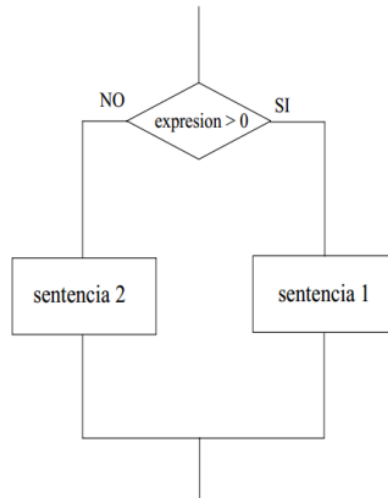 NO
SI
expresion > 0
sentencia 2
sentencia 1